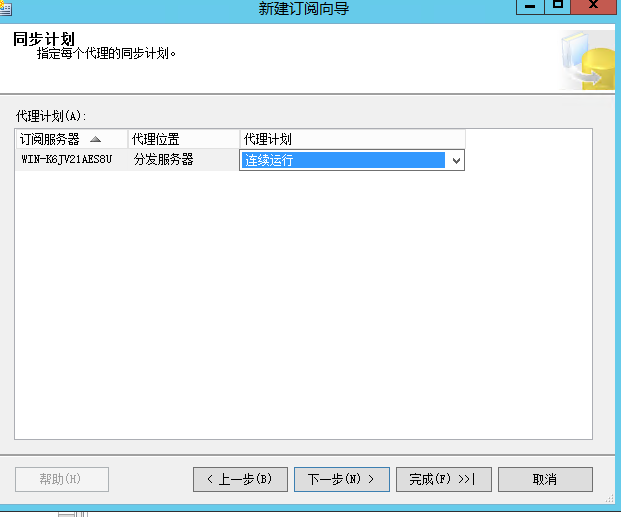 新建订阅向导
同步计划
指定每个代理的同步计划。
代理计划(A):
订阅服务器 代理位置 代理计划
WIN-K6JV21AES8U 分发服务器 连续运行
帮助(H) < 上一步(B) 下一步(N) > 完成(F) >>| 取消